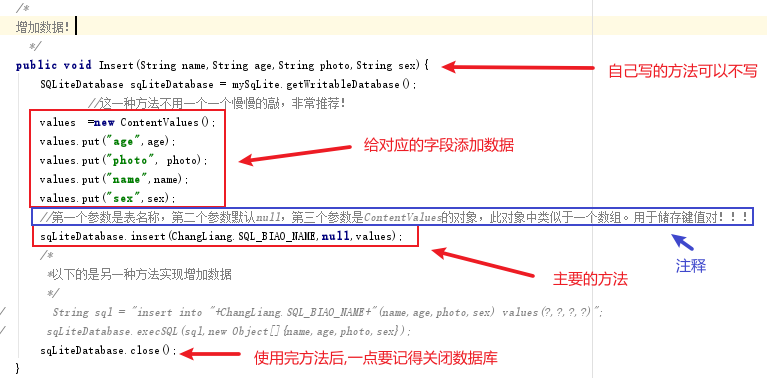 /*
增加数据!
*/
public void Insert(String name,String age,String photo,String sex){
自己写的方法可以不写
SQLiteDatabase sqLiteDatabase = mySqLite.getWritableDatabase();
//这一种方法不用一个一个慢慢的敲，非常推荐!
values =new ContentValues();
values.put("age",age);
给对应的字段添加数据
values.put("photo", photo);
values.put("name",name);
values.put("sex",sex);
//第一个参数是表名称，第二个参数默认null，第三个参数是ContentValues的对象，此对象中类似于一个数组。用于储存键值对!!!
sqLiteDatabase.insert(ChangLiang.SQL_BIAO_NAME,null,values);
注释
/*
主要的方法
*以下的是另一种方法实现增加数据
*/
/ String sql = "insert into "+ChangLiang.SQL_BIAO_NAME+"(name,age,photo,sex) values(?,?,?,?)";
/ sqLiteDatabase.execSQL(sql,new Object[]{name,age,photo,sex});
sqLiteDatabase.close();
使用完方法后,一点要记得关闭数据库
}